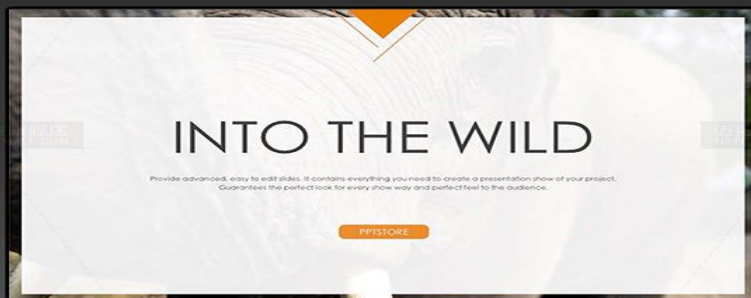 INTO THE WILD
Provide advanced, easy to edit slides. It contains everything you need to create a presentation show of your project.
Guarantees the perfect look for every show way and perfect feel to the audience.
PPTSTORE